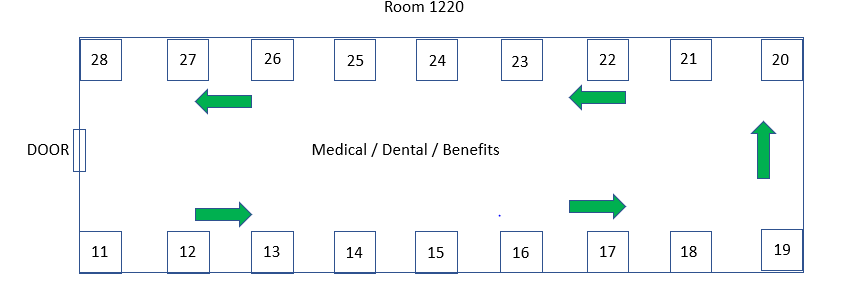 Room 1220
28 27 26 25 24 23 22 21 20
DOOR
Medical / Dental / Benefits
11 12 13 14 15 16 17 18 19